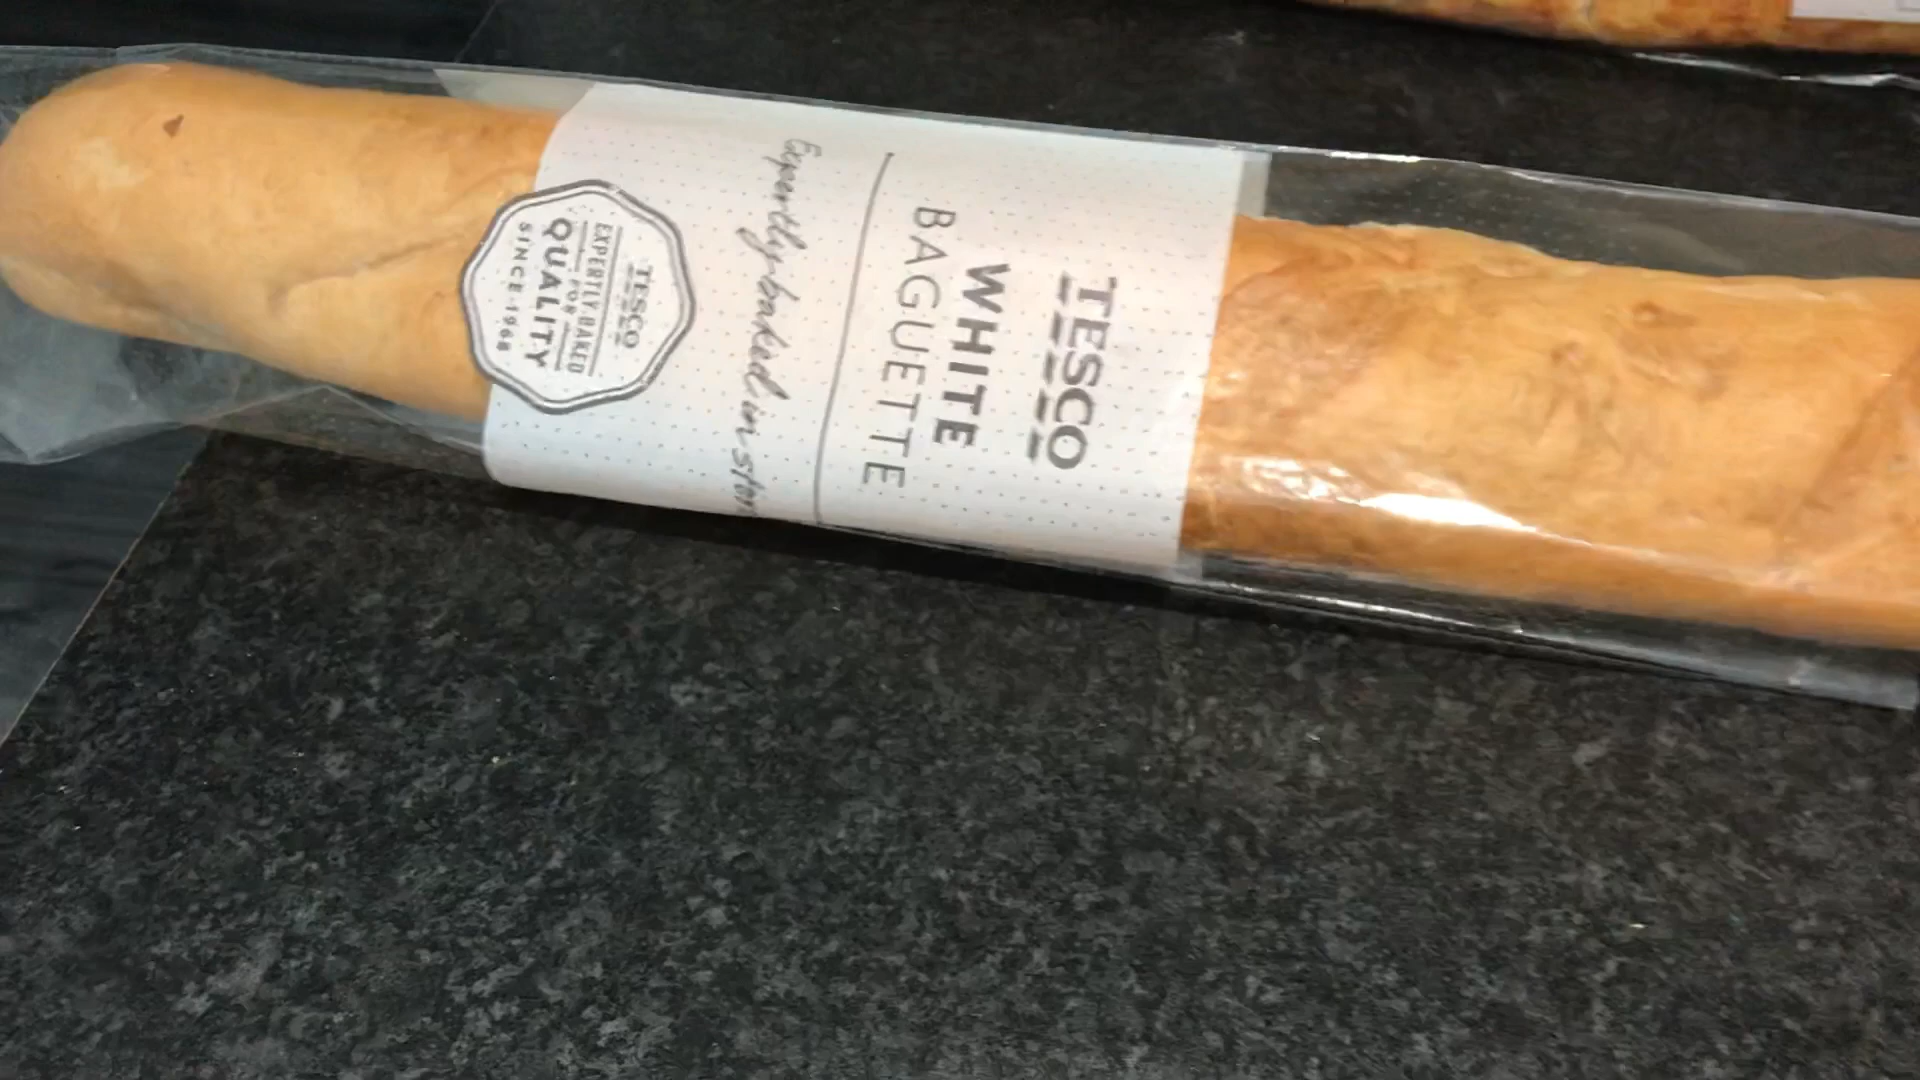 TESCO
WHITE
BAGUETTE
Expertly baked in store
TESCO
EXPERTLY BAKED
FOR
QUALITY
SINCE 1968